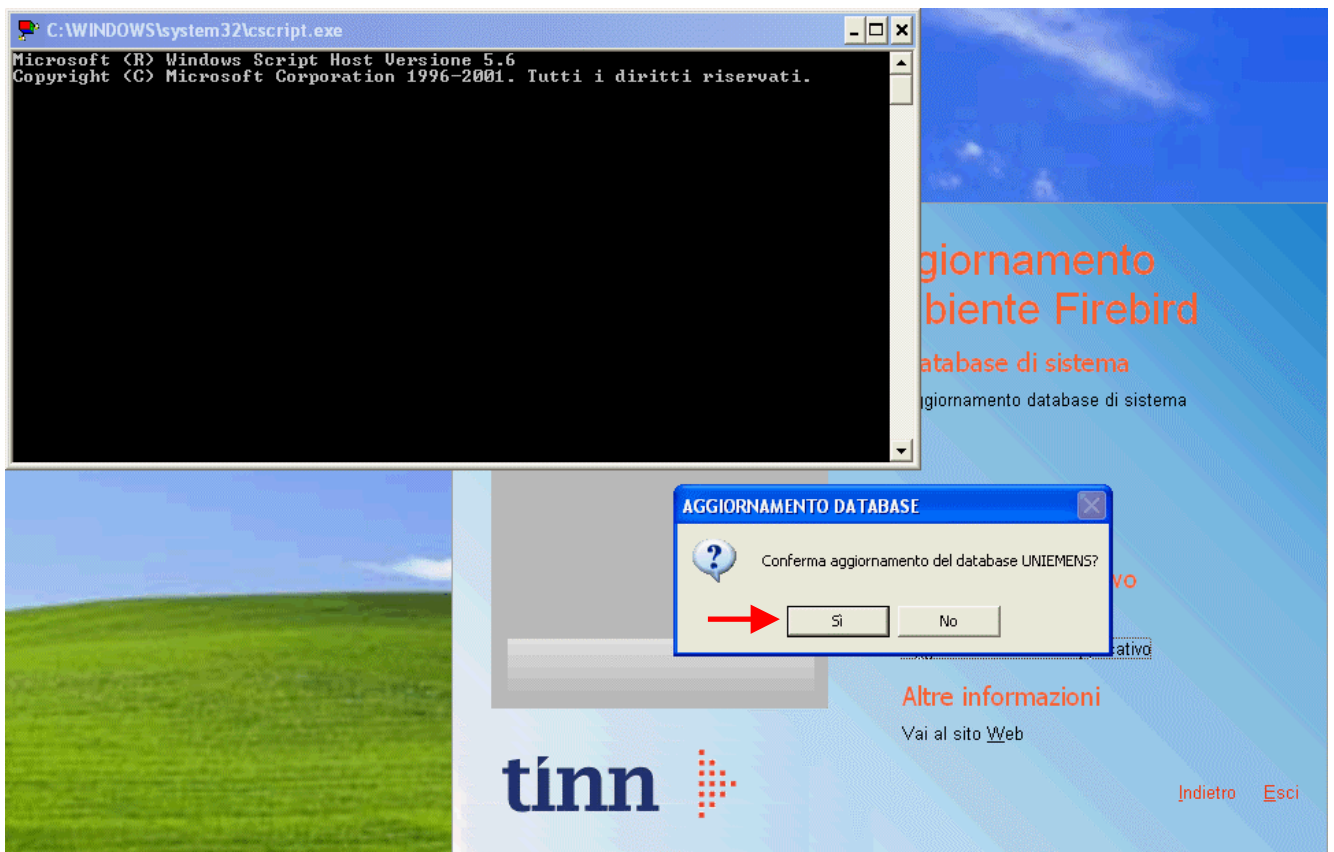 C:\WINDOWS\system32\cscript.exe
Microsoft (R) Windows Script Host Versione 5.6
Copyright (C) Microsoft Corporation 1996-2001. Tutti i diritti riservati.
giornamento
biente Firebird
atabase di sistema
giornamento database di sistema
AGGIORNAMENTO DATABASE
Conferma aggiornamento del database UNIEMENS?
vo
Sì No
cativo
Altre informazioni
Vai al sito Web
tinn
Indietro Esci